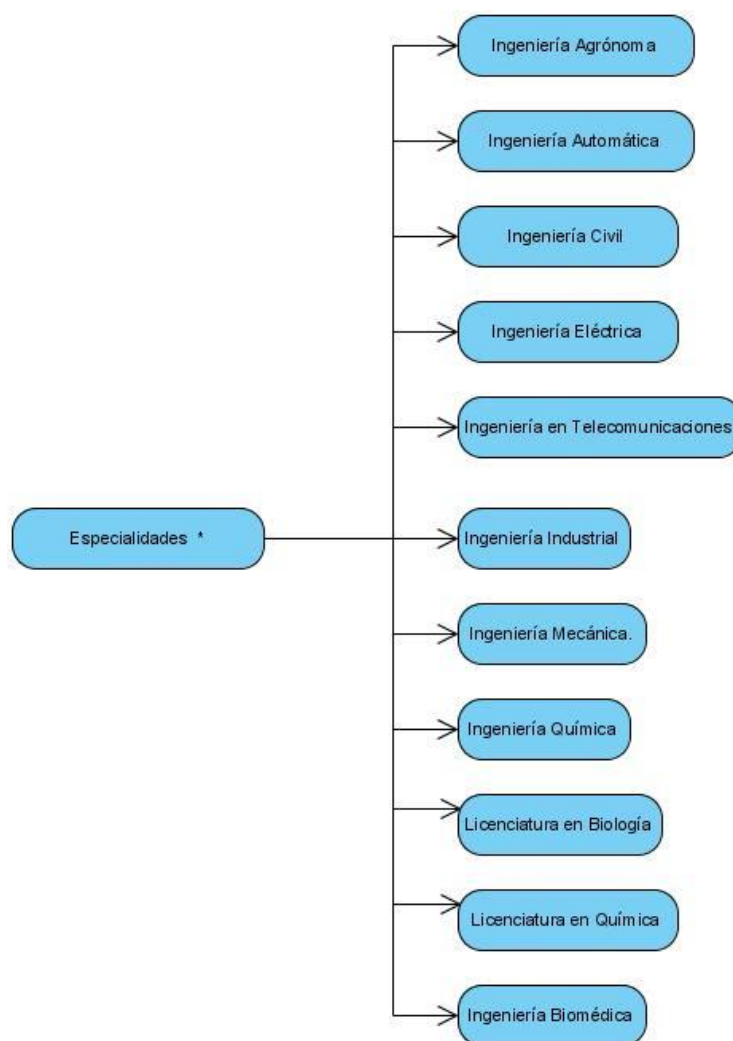 Ingeniería Agrónoma
Ingeniería Automática
Ingeniería Civil
Ingeniería Eléctrica
Ingeniería en Telecomunicaciones
Especialidades *
Ingeniería Industrial
Ingeniería Mecánica.
Ingeniería Química
Licenciatura en Biología
Licenciatura en Química
Ingeniería Biomédica